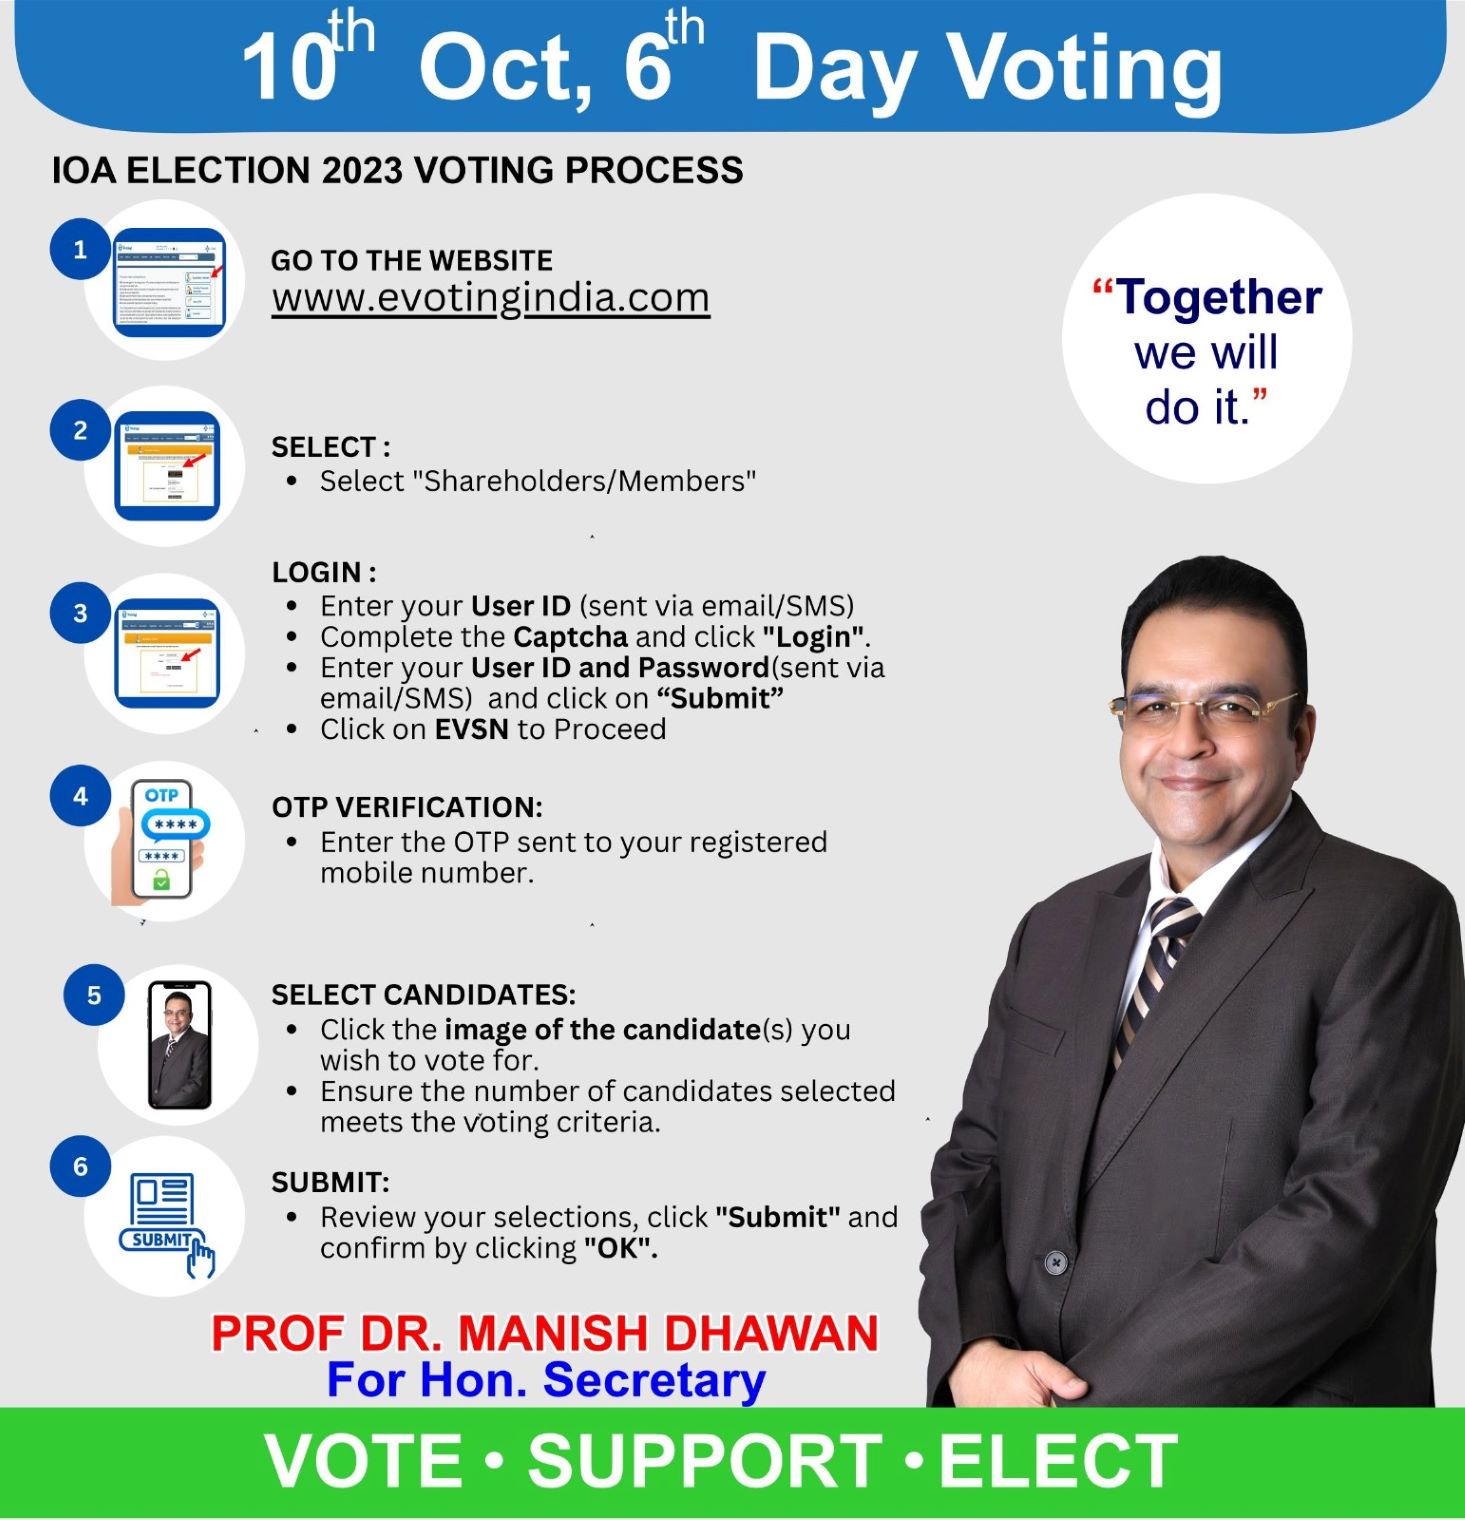 10th Oct, 6th Day Voting
IOA ELECTION 2023 VOTING PROCESS
1
GO TO THE WEBSITE
www.evotingindia.com
“Together
we will
do it.”
2
SELECT :
• Select "Shareholders/Members"
3
LOGIN :
• Enter your User ID (sent via email/SMS)
• Complete the Captcha and click "Login".
• Enter your User ID and Password(sent via
email/SMS) and click on “Submit”
• Click on EVSN to Proceed
4
OTP
****
****
OTP VERIFICATION:
• Enter the OTP sent to your registered
mobile number.
5
SELECT CANDIDATES:
• Click the image of the candidate(s) you
wish to vote for.
• Ensure the number of candidates selected
meets the voting criteria.
6
SUBMIT
SUBMIT:
• Review your selections, click "Submit" and
confirm by clicking "OK".
PROF DR. MANISH DHAWAN
For Hon. Secretary
VOTE • SUPPORT • ELECT